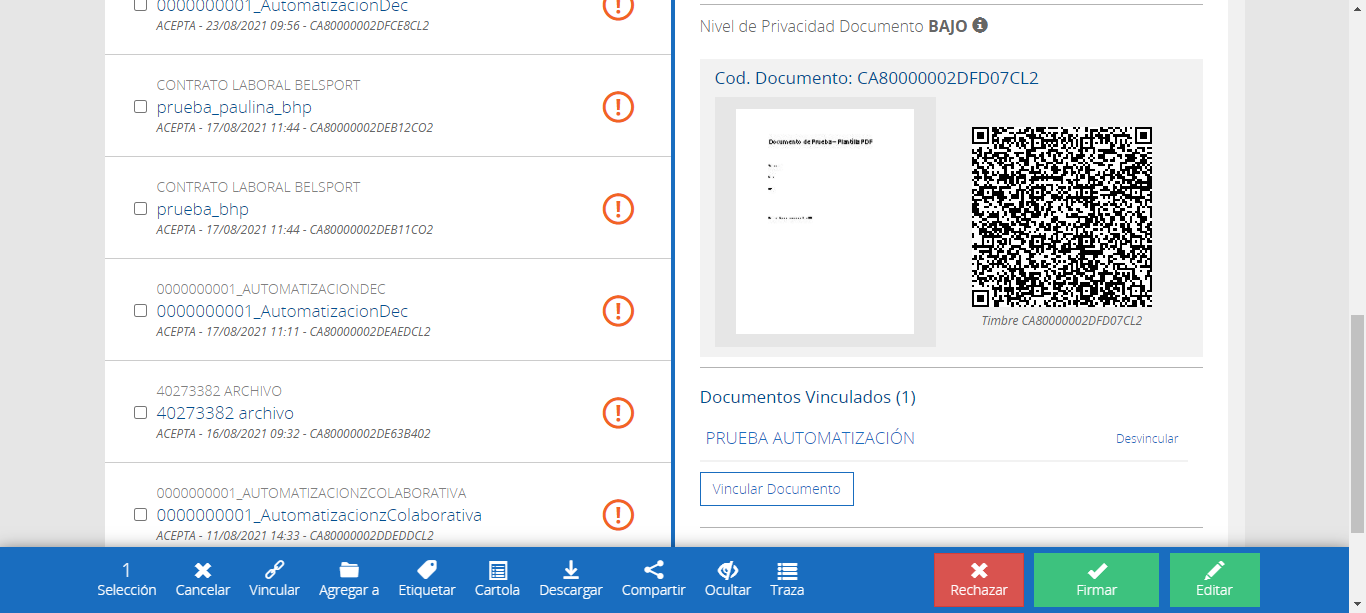 0000000001_AutomatizacionDec
ACEPTA - 23/08/2021 09:56 - CA80000002DFCE8CL2
CONTRATO LABORAL BELSPORT
prueba_paulina_bhp
ACEPTA - 17/08/2021 11:44 - CA80000002DEB12CO2
CONTRATO LABORAL BELSPORT
prueba_bhp
ACEPTA - 17/08/2021 11:44 - CA80000002DEB11CO2
0000000001_AUTOMATIZACIONDEC
0000000001_AutomatizacionDec
ACEPTA - 17/08/2021 11:11 - CA80000002DEAEDCL2
40273382 ARCHIVO
40273382 archivo
ACEPTA - 16/08/2021 09:32 - CA80000002DE63B402
0000000001_AUTOMATIZACIONZCOLABORATIVA
0000000001_AutomatizacionzColaborativa
ACEPTA - 11/08/2021 14:33 - CA80000002DDEDDCL2
Nivel de Privacidad Documento BAJO
Cod. Documento: CA80000002DFD07CL2
Documento de Prueba – Plantilla PDF
Timbre CA80000002DFD07CL2
Documentos Vinculados (1)
PRUEBA AUTOMATIZACIÓN Desvincular
Vincular Documento
1
Selección Cancelar Vincular Agregar a Etiquetar Cartola Descargar Compartir Ocultar Traza Rechazar Firmar Editar